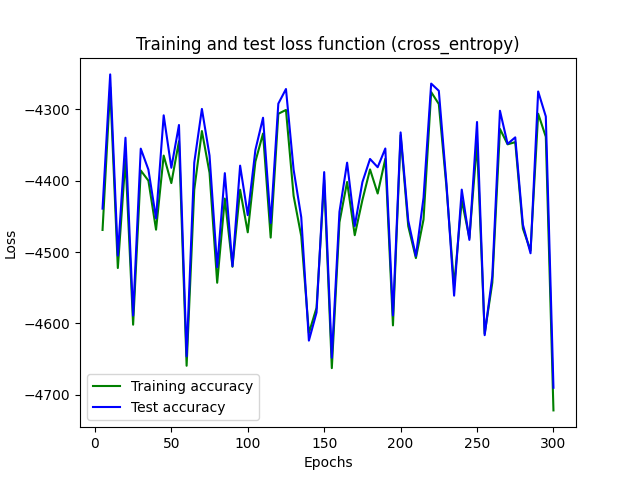 Training and test loss function (cross_entropy)
Loss
−4300
−4400
−4500
−4600
−4700
Training accuracy
Test accuracy
0 50 100 150 200 250 300
Epochs